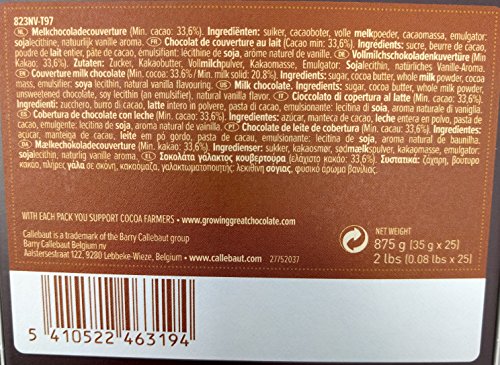 823NV-T97
NL Melkchocoladecouverture (Min. cacao: 33,6%). Ingrediënten: suiker, cacaoboter, volle melkpoeder, cacaomassa, emulgator:
sojalecithine, natuurlijk vanille aroma. FR Chocolat de couverture au lait (Cacao min: 33,6%). Ingrédients: sucre, beurre de cacao,
poudre de lait entier, pâte de cacao, émulsifiant: lécithine de soja, arôme naturel de vanille. DE Vollmilchschokoladenkuvertüre (Min
Kakao: 33,6%). Zutaten: Zucker, Kakaobutter, Vollmilchpulver, Kakaomasse, Emulgator: Sojalecithin, natürliches Vanille-Aroma.
EN Couverture milk chocolate (Min. cocoa: 33.6% / Min. milk solid: 20.8%). Ingredients: sugar, cocoa butter, whole milk powder, cocoa
mass, emulsifier: soya lecithin, natural vanilla flavouring. Milk chocolate. Ingredients: sugar, cocoa butter, whole milk powder,
unsweetened chocolate, soy lecithin (an emulsifier), natural vanilla flavor. IT Cioccolato di copertura al latte (Min. cacao: 33,6%).
Ingredienti: zucchero, burro di cacao, latte intero in polvere, pasta di cacao, emulsionante: lecitina di soia, aroma naturale di vaniglia.
ES Cobertura de chocolate con leche (Min. cacao: 33,6%). Ingredientes: azúcar, manteca de cacao, leche entera en polvo, pasta de
cacao, emulgente: lecitina de soja, aroma natural de vainilla. PT Chocolate de leite de cobertura (Min. cacao: 33,6%). Ingredientes:
açúcar, manteiga de cacau, leite em pó gordo, pasta de cacau, emulsionante: lecitina de soja, aroma natural de baunilha.
DA Mælkechokoladecouverture (Min. kakao: 33,6%). Ingredienser: sukker, kakaosmør, sødmælkspulver, kakaomasse, emulgator:
sojalecithin, naturlig vanille aroma. EL Σοκολάτα γάλακτος κουβερτούρα (ελάχιστο κακάο: 33,6%). Συστατικά: ζάχαρη, βούτυρο
κακάο, πλήρες γάλα σε σκόνη, κακαόμαζα, γαλακτωματοποιητής: λεκιθίνη σόγιας, φυσικό άρωμα βανίλιας.
WITH EACH PACK YOU SUPPORT COCOA FARMERS • www.growinggreatchocolate.com
Callebaut is a trademark of the Barry Callebaut group
Barry Callebaut Belgium nv
Aalstersestraat 122, 9280 Lebbeke-Wieze, Belgium • www.callebaut.com 27752037
NET WEIGHT
875 g (35 g x 25)
2 lbs (0.08 lbs x 25)
5 410522 463194